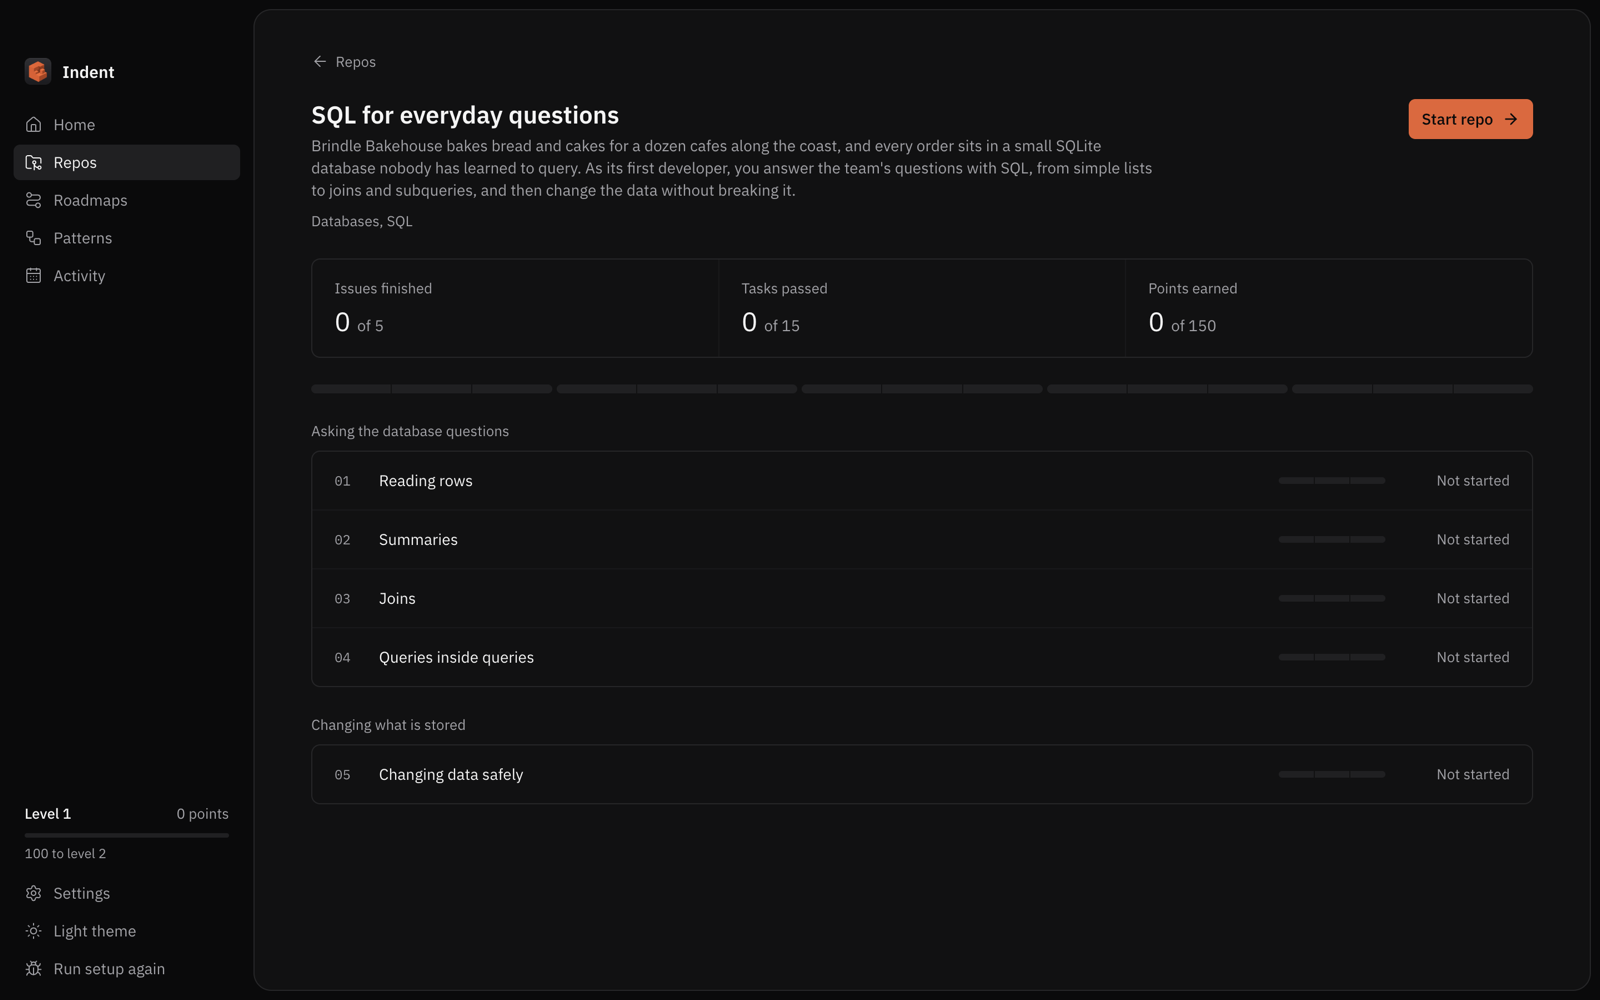 Indent
Home
Repos
Roadmaps
Patterns
Activity
Level 1
0 points
100 to level 2
Settings
Light theme
Run setup again
Repos
SQL for everyday questions
Start repo
Brindle Bakehouse bakes bread and cakes for a dozen cafes along the coast, and every order sits in a small SQLite
database nobody has learned to query. As its first developer, you answer the team's questions with SQL, from simple lists
to joins and subqueries, and then change the data without breaking it.
Databases, SQL
Issues finished
0 of 5
Tasks passed
0 of 15
Points earned
0 of 150
Asking the database questions
01 Reading rows Not started
02 Summaries Not started
03 Joins Not started
04 Queries inside queries Not started
Changing what is stored
05 Changing data safely Not started